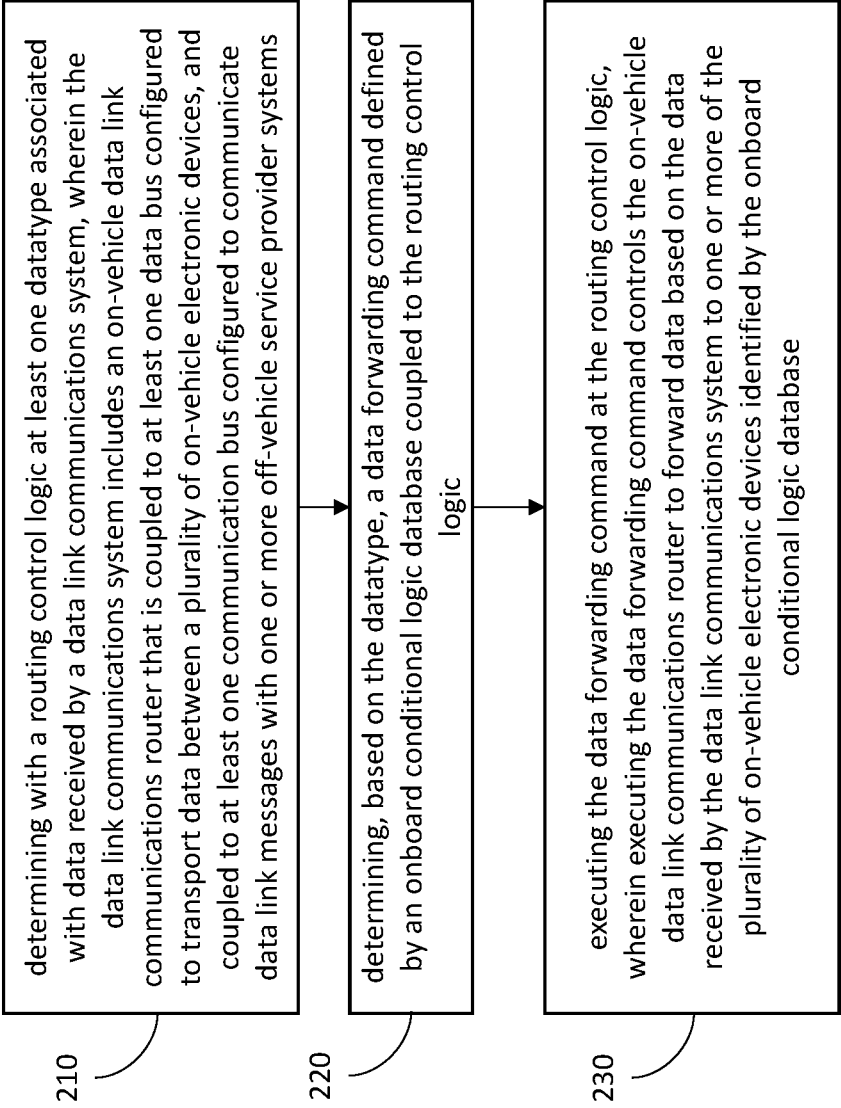 determining with a routing control logic at least one datatype associated
with data received by a data link communications system, wherein the
data link communications system includes an on-vehicle data link
communications router that is coupled to at least one data bus configured
to transport data between a plurality of on-vehicle electronic devices, and
coupled to at least one communication bus configured to communicate
data link messages with one or more off-vehicle service provider systems
210
determining, based on the datatype, a data forwarding command defined
by an onboard conditional logic database coupled to the routing control
logic
220
executing the data forwarding command at the routing control logic,
wherein executing the data forwarding command controls the on-vehicle
data link communications router to forward data based on the data
received by the data link communications system to one or more of the
plurality of on-vehicle electronic devices identified by the onboard
conditional logic database
230